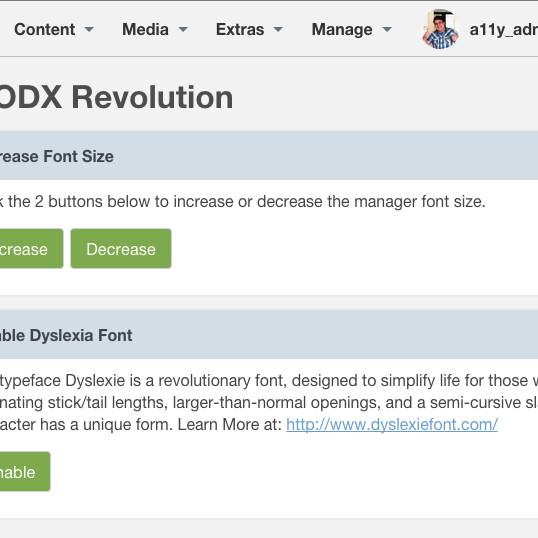 Content Media Extras Manage a11y_adr
ODX Revolution
rease Font Size
k the 2 buttons below to increase or decrease the manager font size.
crease Decrease
ble Dyslexia Font
typeface Dyslexie is a revolutionary font, designed to simplify life for those w
nating stick/tail lengths, larger-than-normal openings, and a semi-cursive sl
acter has a unique form. Learn More at: http://www.dyslexiefont.com/
nable